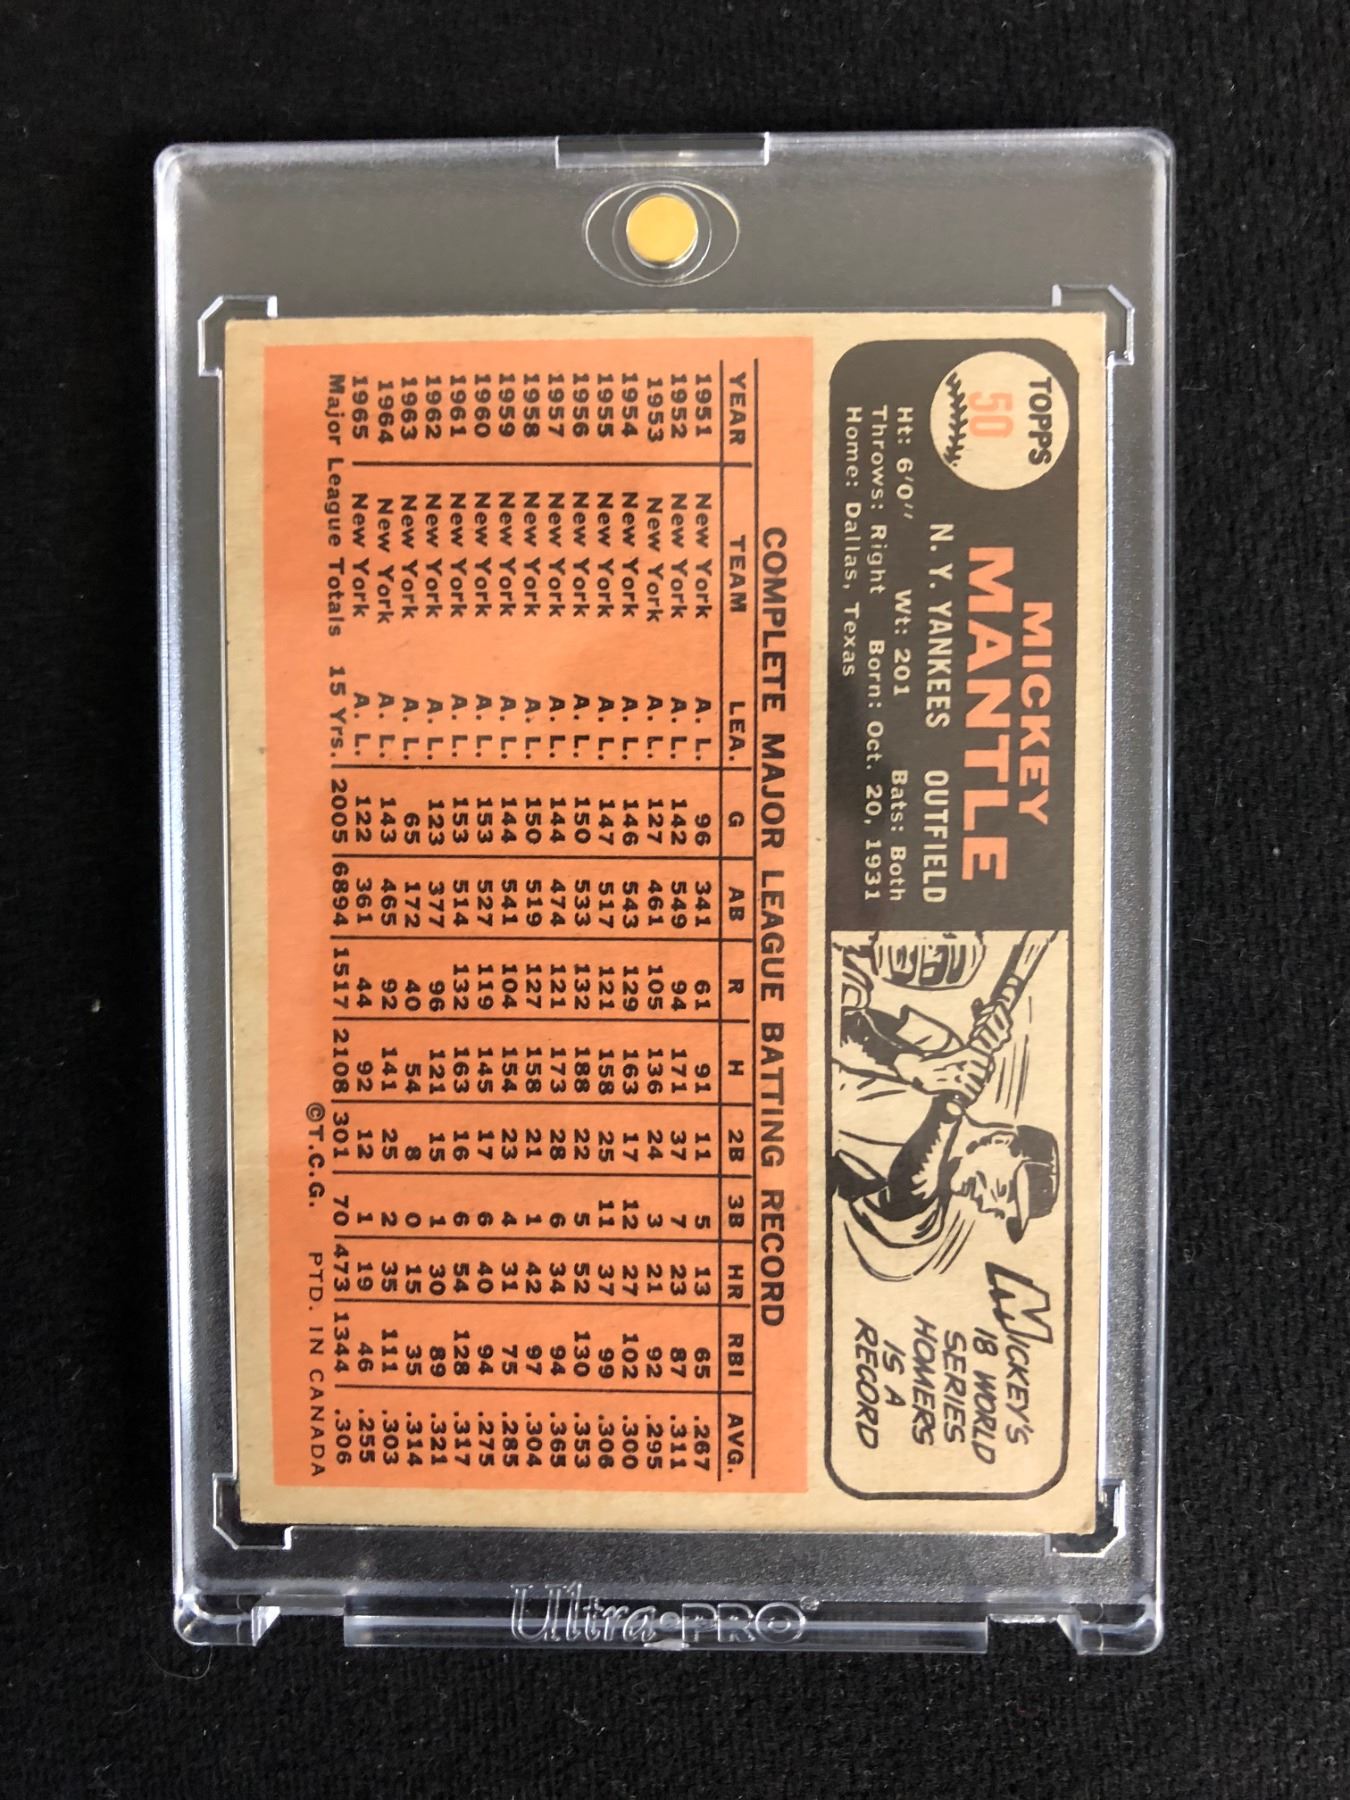 TOPPS
50
MICKEY
MANTLE
N. Y. YANKEES OUTFIELD
Ht: 6'0" Wt: 201 Bats: Both
Throws: Right Born: Oct. 20, 1931
Home: Dallas, Texas
MICKEY'S
18 WORLD
SERIES
HOMERS
IS A
RECORD
COMPLETE MAJOR LEAGUE BATTING RECORD
YEAR TEAM LEA. G AB R H 2B 3B HR RBI AVG.
1951 New York A. L. 96 341 61 91 11 5 13 65 .267
1952 New York A. L. 142 549 94 171 37 7 23 87 .311
1953 New York A. L. 127 461 105 136 24 3 21 92 .295
1954 New York A. L. 146 543 129 163 17 12 27 102 .300
1955 New York A. L. 147 517 121 158 25 11 37 99 .306
1956 New York A. L. 150 533 132 188 22 5 52 130 .353
1957 New York A. L. 144 474 121 173 28 6 34 94 .365
1958 New York A. L. 150 519 127 158 21 1 42 97 .304
1959 New York A. L. 144 541 104 154 23 4 31 75 .285
1960 New York A. L. 153 527 119 145 17 6 40 94 .275
1961 New York A. L. 153 514 132 163 16 6 54 128 .317
1962 New York A. L. 123 377 96 121 15 1 30 89 .321
1963 New York A. L. 65 172 40 54 8 0 15 35 .314
1964 New York A. L. 143 465 92 141 25 2 35 111 .303
1965 New York A. L. 122 361 44 92 12 1 19 46 .255
Major League Totals 15 Yrs. 2005 6894 1517 2108 301 70 473 1344 .306
©T.C.G. PTD. IN CANADA
Ultra•PRO®